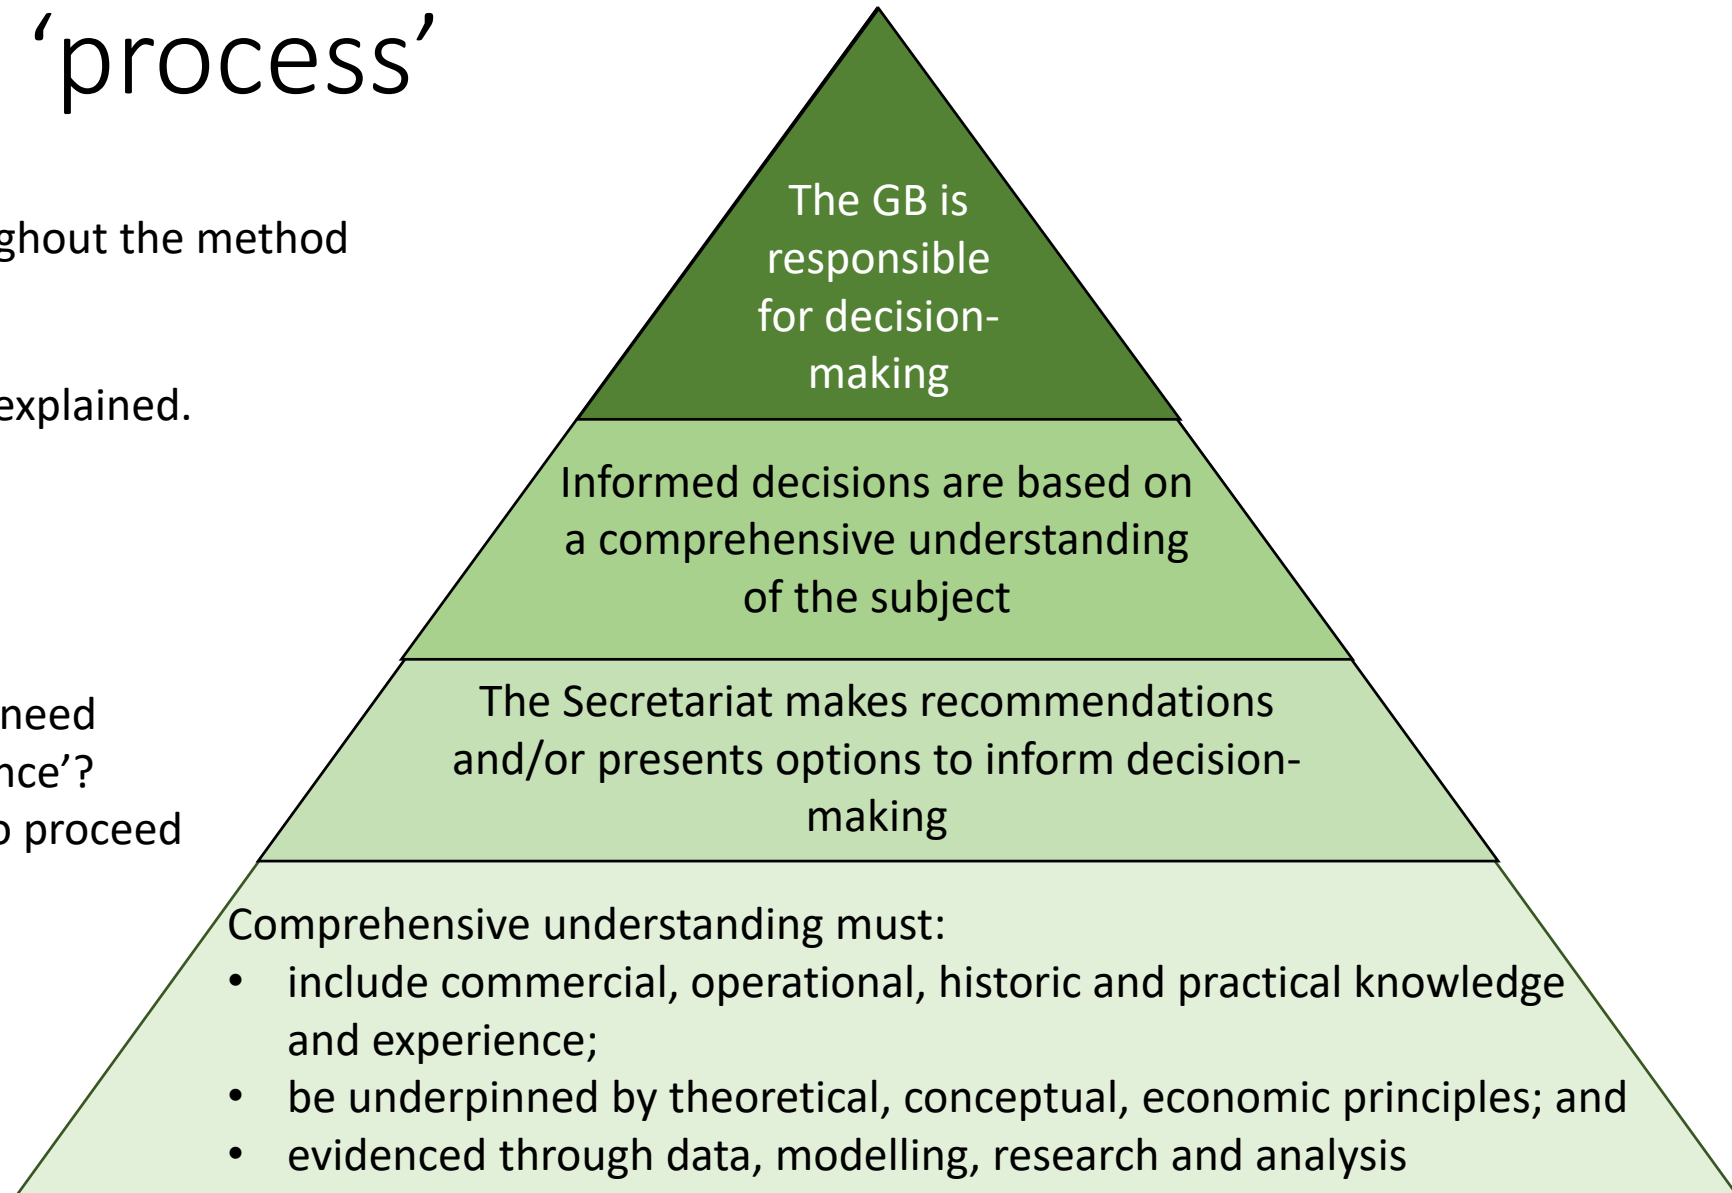 ‘process’
ghout the method
explained.
need
nce’?
o proceed
The GB is
responsible
for decision-
making
Informed decisions are based on
a comprehensive understanding
of the subject
The Secretariat makes recommendations
and/or presents options to inform decision-
making
Comprehensive understanding must:
• include commercial, operational, historic and practical knowledge
and experience;
• be underpinned by theoretical, conceptual, economic principles; and
• evidenced through data, modelling, research and analysis